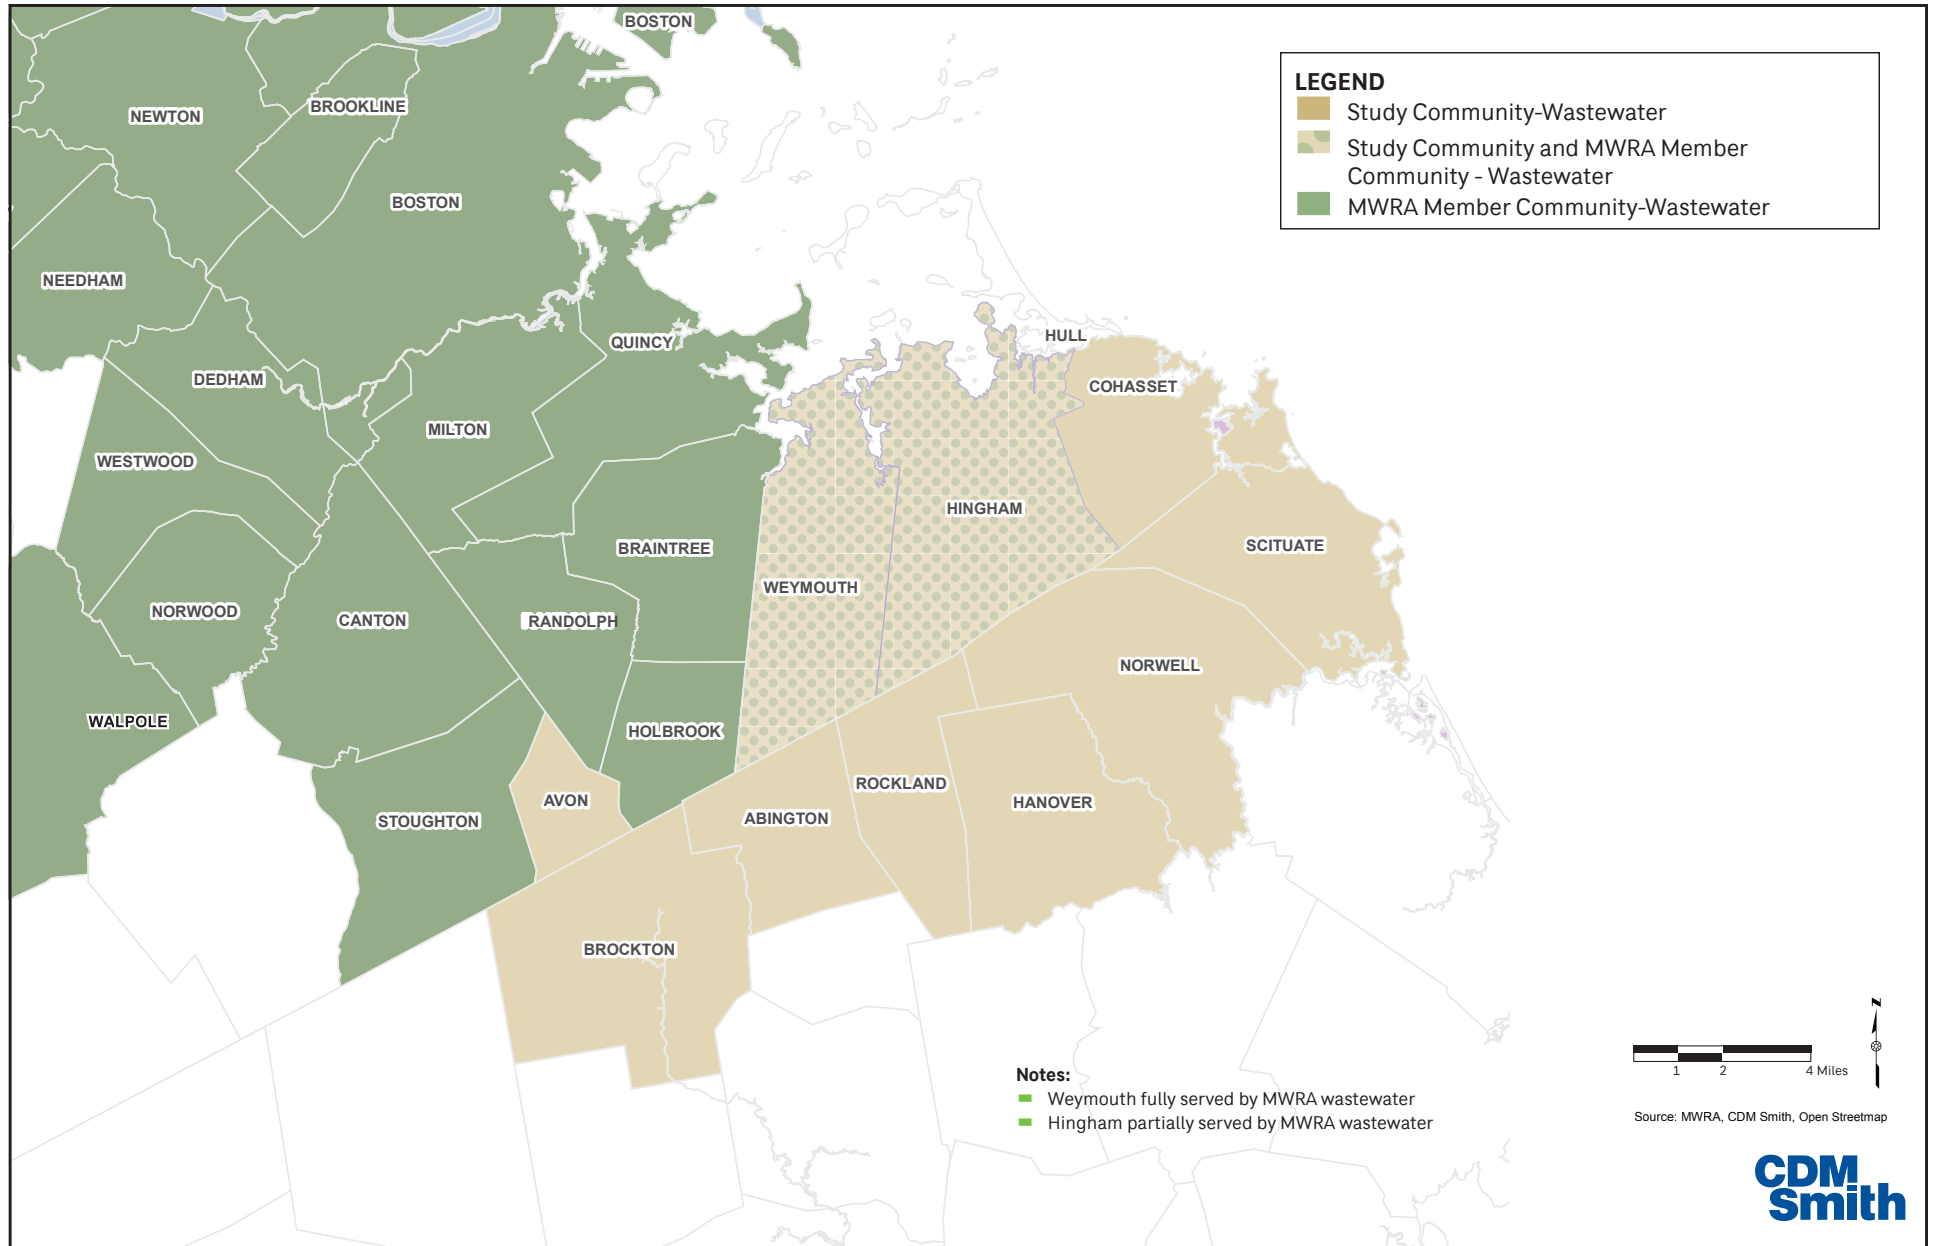 BOSTON
LEGEND
Study Community-Wastewater
Study Community and MWRA Member
Community - Wastewater
MWRA Member Community-Wastewater
NEWTON
BROOKLINE
BOSTON
NEEDHAM
QUINCY
HULL
DEDHAM
COHASSET
MILTON
WESTWOOD
HINGHAM
BRAINTREE
SCITUATE
WEYMOUTH
NORWOOD
CANTON
RANDOLPH
NORWELL
WALPOLE
HOLBROOK
ROCKLAND
AVON
HANOVER
STOUGHTON
ABINGTON
BROCKTON
N
1 2 4 Miles
Notes:
Weymouth fully served by MWRA wastewater
Hingham partially served by MWRA wastewater
Source: MWRA, CDM Smith, Open Streetmap
CDM
Smith